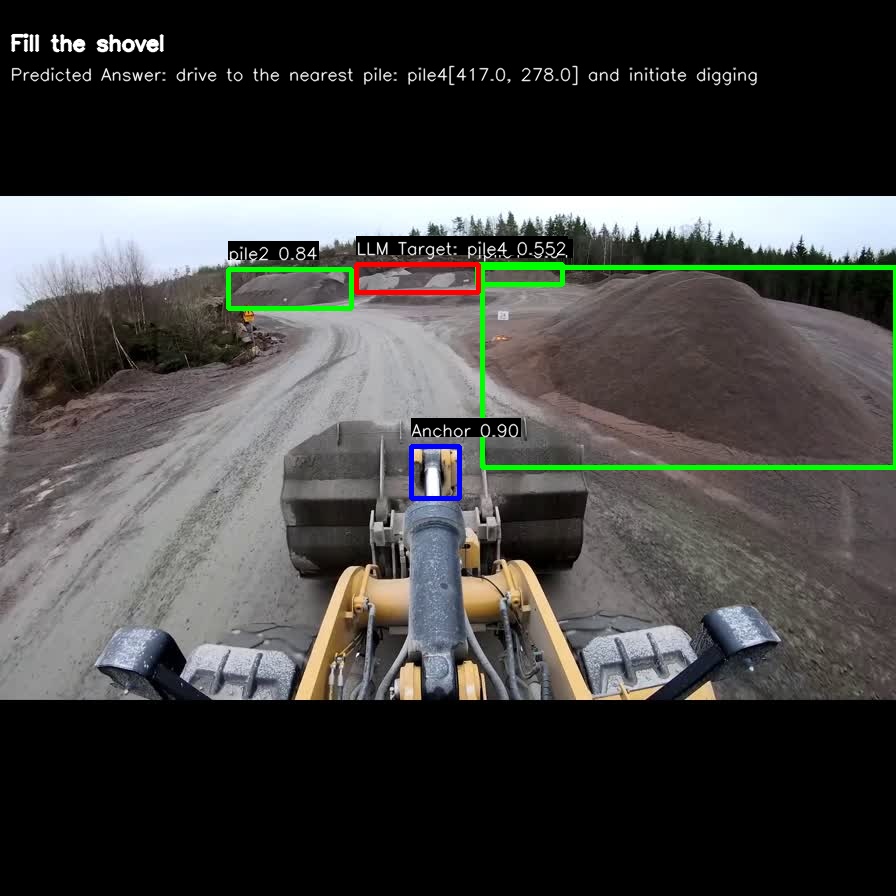 Fill the shovel
Predicted Answer: drive to the nearest pile: pile4[417.0, 278.0] and initiate digging
pile2 0.84
LLM Target: pile4 0.552
Anchor 0.90